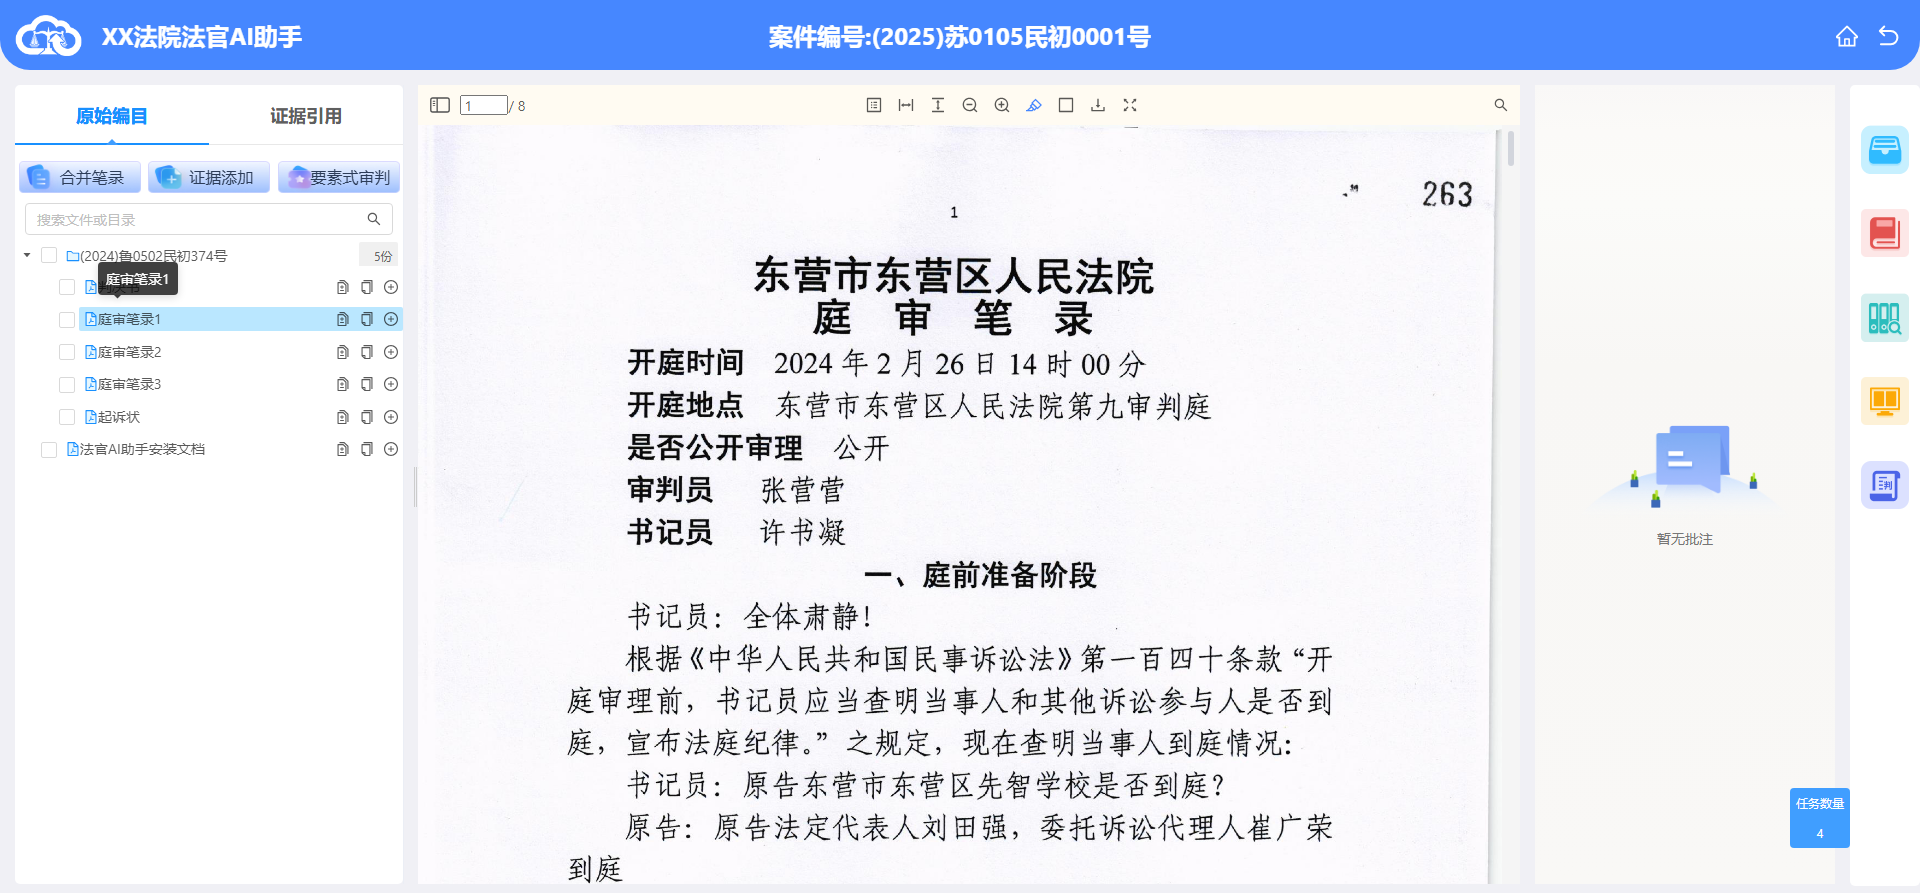 XX法院法官AI助手
案件编号:(2025)苏0105民初0001号
原始编目
证据引用
合并笔录
证据添加
要素式审判
搜索文件或目录
(2024)鲁0502民初374号
5份
庭审笔录1
庭审笔录1
庭审笔录2
庭审笔录3
起诉状
法官AI助手安装文档
1 / 8
263
1
东营市东营区人民法院
庭 审 笔 录
开庭时间 2024 年 2 月 26 日 14 时 00 分
开庭地点 东营市东营区人民法院第九审判庭
是否公开审理 公开
审判员 张营营
书记员 许书凝
一、庭前准备阶段
书记员：全体肃静！
根据《中华人民共和国民事诉讼法》第一百四十条款“开
庭审理前，书记员应当查明当事人和其他诉讼参与人是否到
庭，宣布法庭纪律。”之规定，现在查明当事人到庭情况：
书记员：原告东营市东营区先智学校是否到庭？
原告：原告法定代表人刘田强，委托诉讼代理人崔广荣
到庭
暂无批注
判
任务数量
4